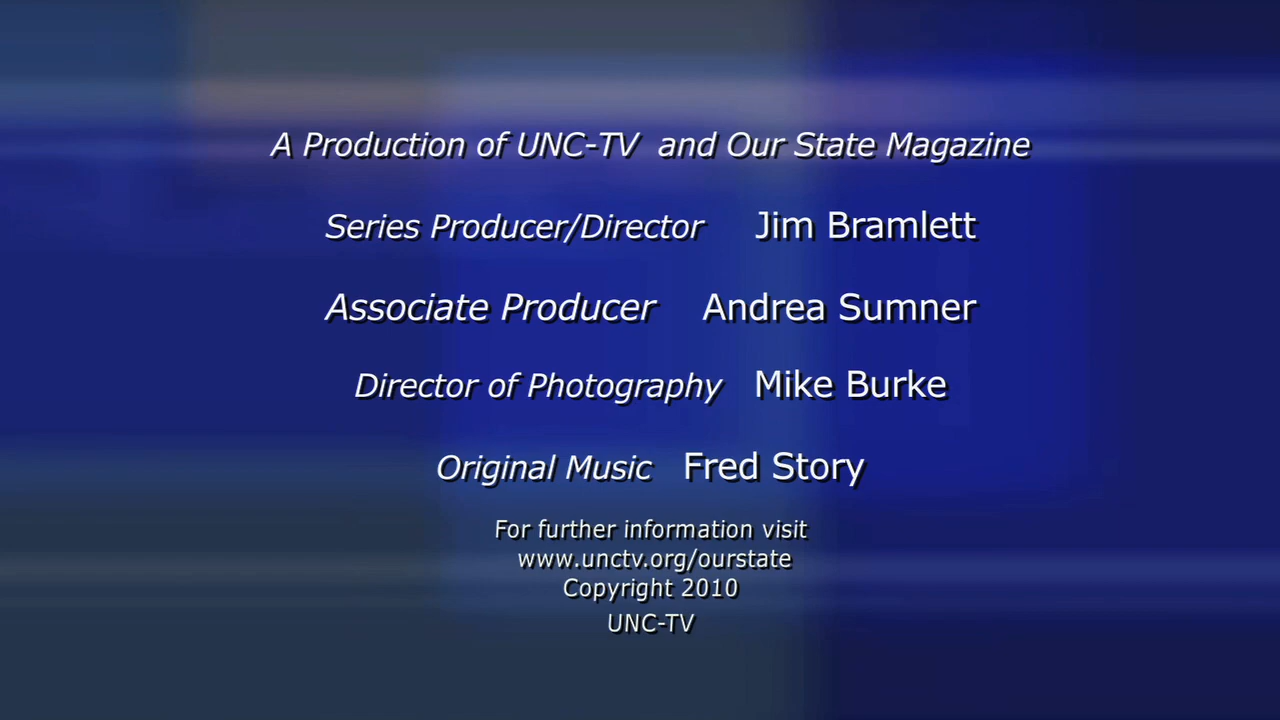 A Production of UNC-TV and Our State Magazine
Series Producer/Director Jim Bramlett
Associate Producer Andrea Sumner
Director of Photography Mike Burke
Original Music Fred Story
For further information visit
www.unctv.org/ourstate
Copyright 2010
UNC-TV